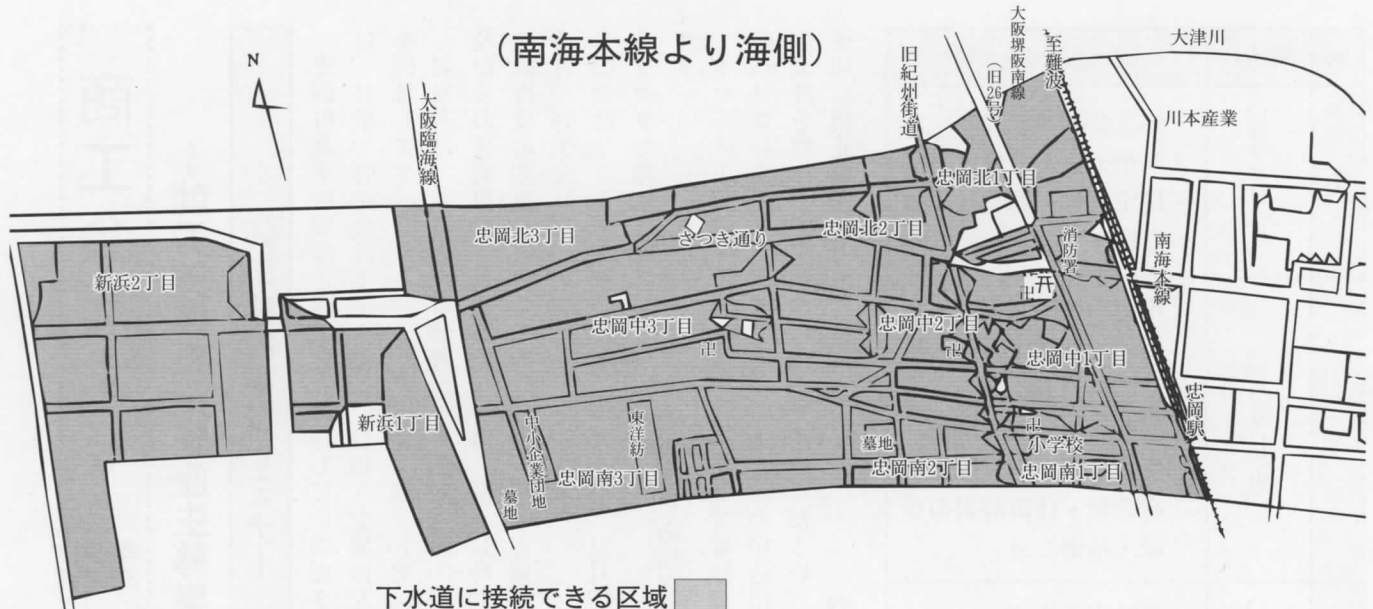 （南海本線より海側）
N
大阪臨海線
旧紀州街道
大阪堺阪南線
（旧26号）
至難波
大津川
川本産業
忠岡北1丁目
忠岡北3丁目
さつき通り
忠岡北2丁目
消防署
南海本線
新浜2丁目
忠岡中3丁目
忠岡中2丁目
忠岡中1丁目
卍
卍
卍
卍
新浜1丁目
中小企業団地
東洋紡
忠岡駅
墓地
小学校
忠岡南3丁目
忠岡南2丁目
忠岡南1丁目
墓地
下水道に接続できる区域